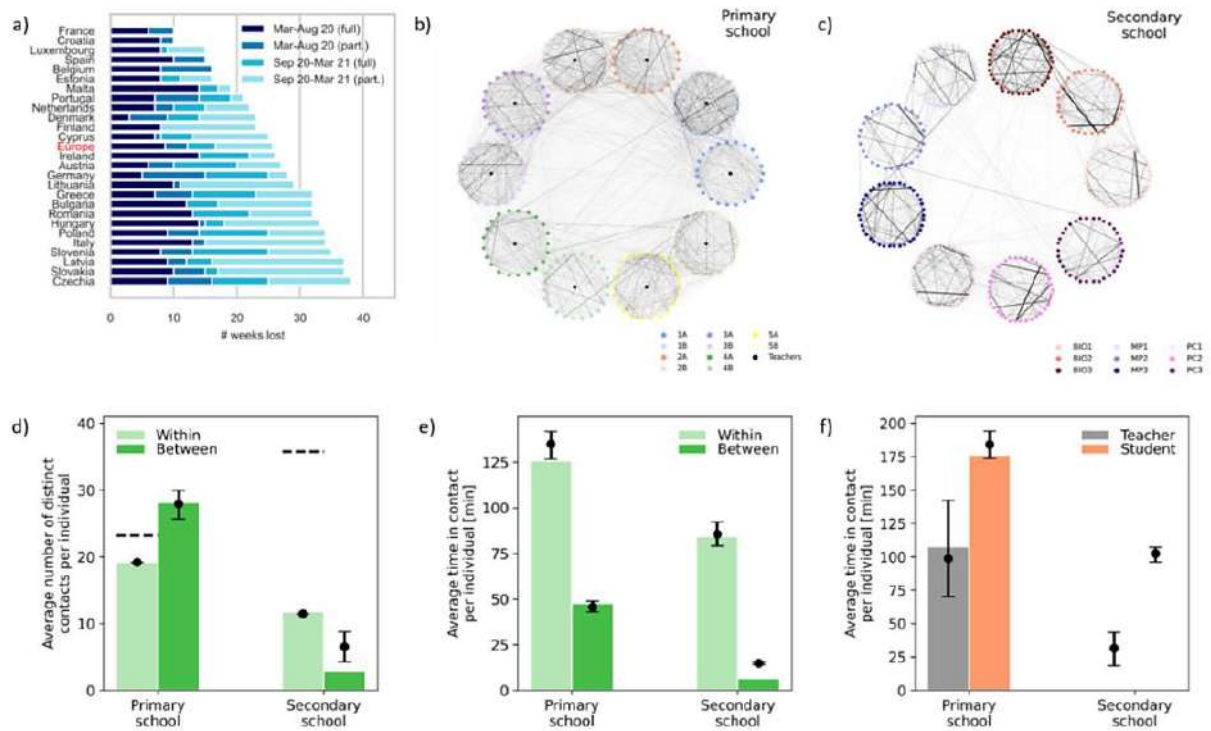 a)
France
Croatia
Luxembourg
Spain
Belgium
Estonia
Malta
Portugal
Netherlands
Denmark
Finland
Cyprus
Europe
Ireland
Austria
Germany
Lithuania
Greece
Bulgaria
Romania
Hungary
Poland
Italy
Slovenia
Latvia
Slovakia
Czechia
Mar-Aug 20 (full)
Mar-Aug 20 (part.)
Sep 20-Mar 21 (full)
Sep 20-Mar 21 (part.)
0 10 20 30 40
# weeks lost
b)
Primary
school
1A 3A 5A
1B 3B 5B
2A 4A Teachers
2B 4B
c)
Secondary
school
BIO1 MP1 PC1
BIO2 MP2 PC2
BIO3 MP3 PC3
d)
Average number of distinct
contacts per individual
40
30
20
10
0
Within
Between
Primary
school
Secondary
school
e)
Average time in contact
per individual [min]
125
100
75
50
25
0
Within
Between
Primary
school
Secondary
school
f)
Average time in contact
per individual [min]
200
175
150
125
100
75
50
25
0
Teacher
Student
Primary
school
Secondary
school